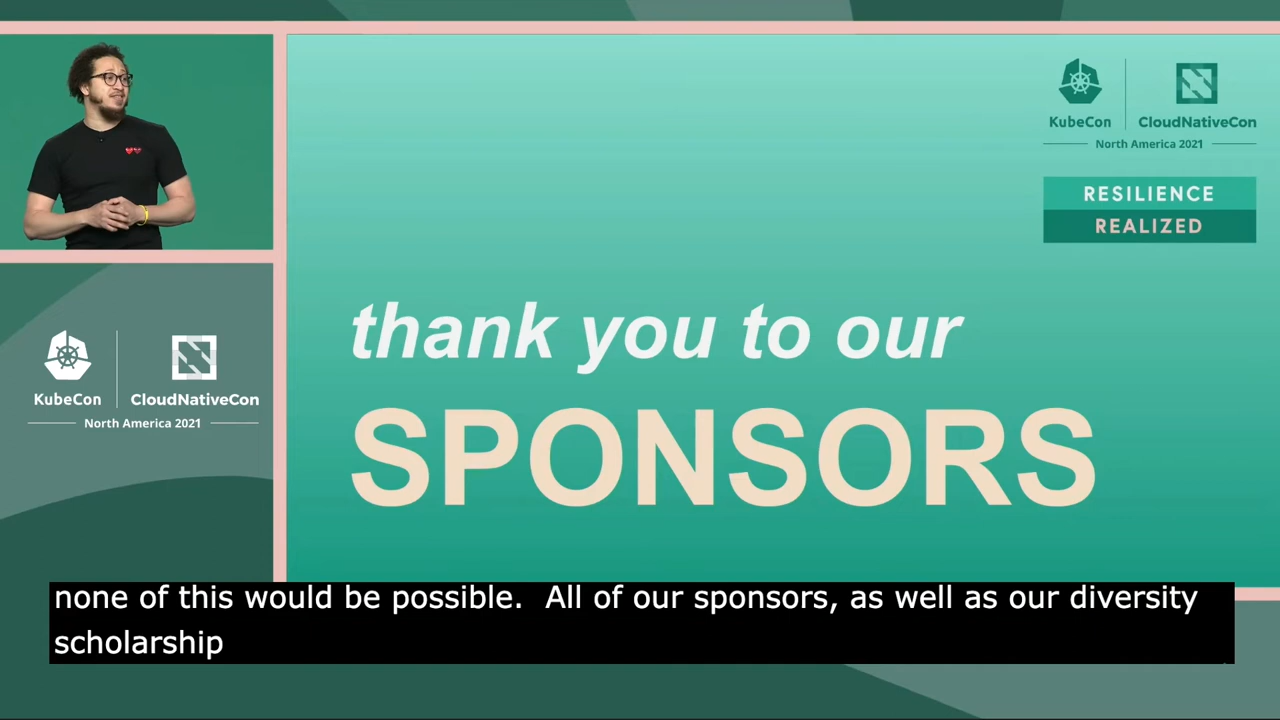 KubeCon
CloudNativeCon
North America 2021
RESILIENCE
REALIZED
thank you to our
SPONSORS
KubeCon
CloudNativeCon
North America 2021
none of this would be possible.  All of our sponsors, as well as our diversity
scholarship